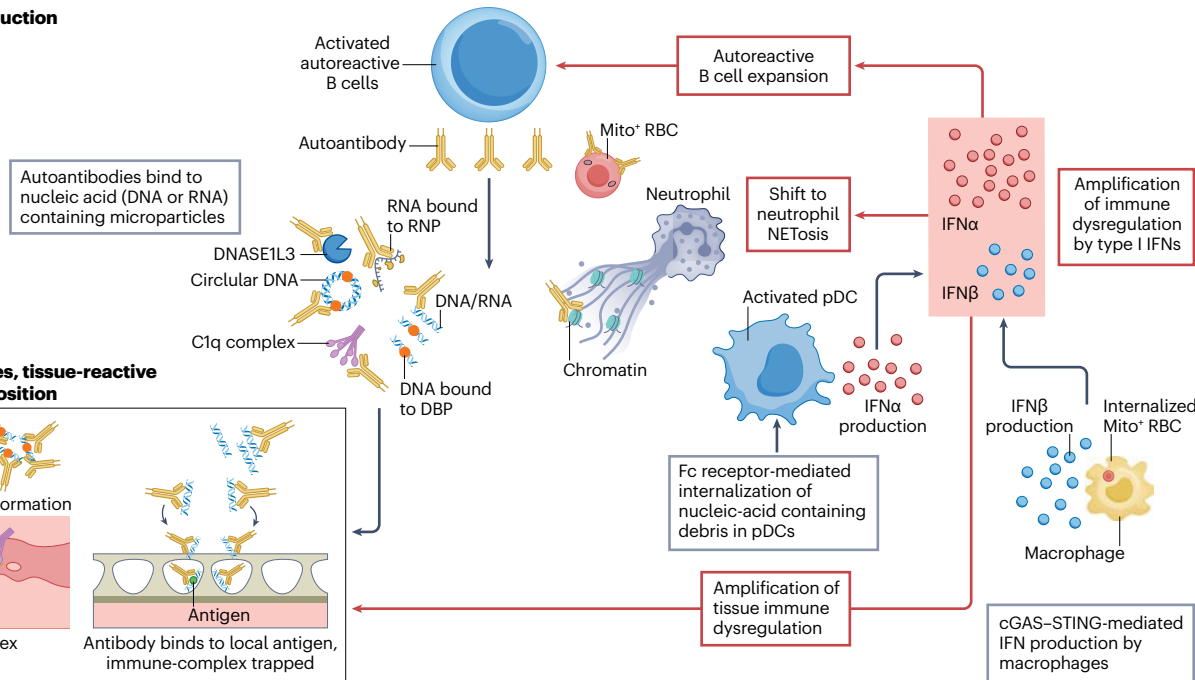 uction
Activated
autoreactive
B cells
Autoreactive
B cell expansion
Autoantibody
Mito⁺ RBC
Autoantibodies bind to
nucleic acid (DNA or RNA)
containing microparticles
RNA bound
to RNP
Neutrophil
Shift to
neutrophil
NETosis
IFNα
IFNβ
Amplification
of immune
dysregulation
by type I IFNs
DNASE1L3
Circlular DNA
DNA/RNA
C1q complex
DNA bound
to DBP
Chromatin
Activated pDC
IFNα
production
es, tissue-reactive
osition
IFNβ
production
Internalized
Mito⁺ RBC
Macrophage
Fc receptor-mediated
internalization of
nucleic-acid containing
debris in pDCs
ormation
Antigen
ex
Antibody binds to local antigen,
immune-complex trapped
Amplification of
tissue immune
dysregulation
cGAS–STING-mediated
IFN production by
macrophages